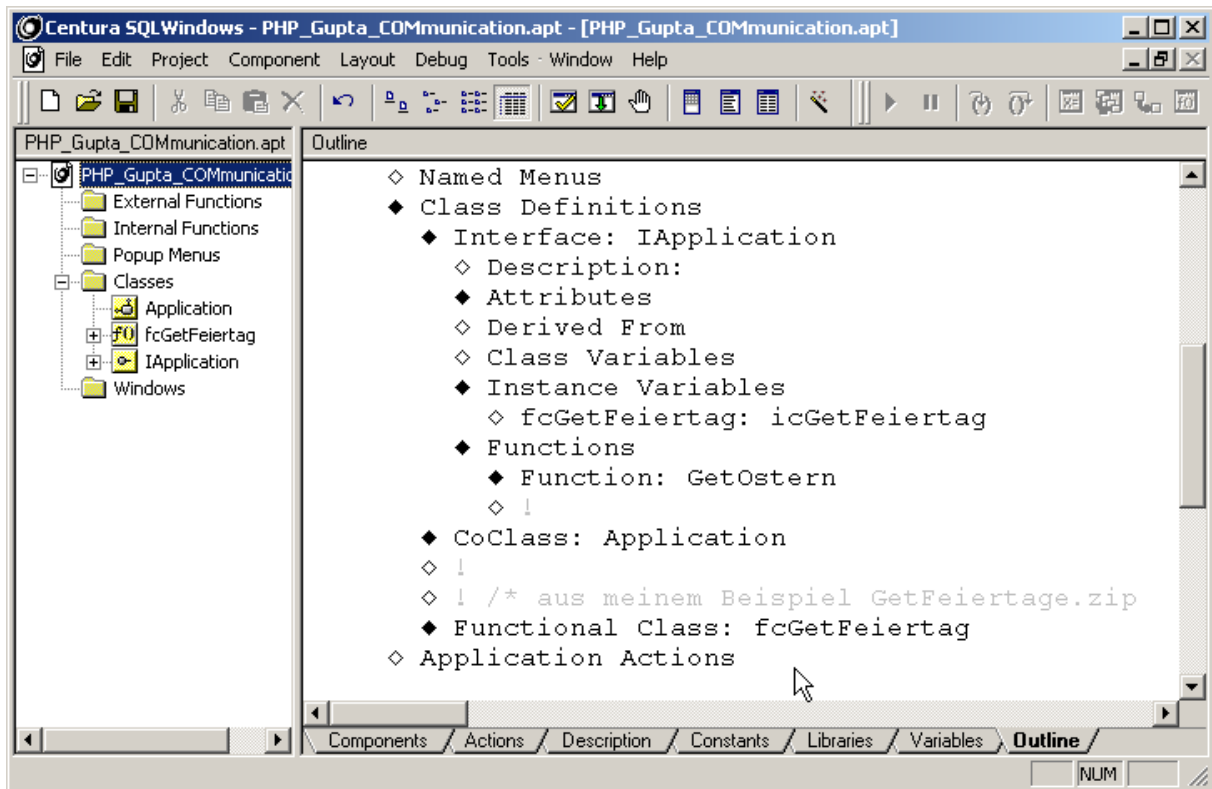 Centura SQLWindows - PHP_Gupta_COMmunication.apt - [PHP_Gupta_COMmunication.apt]
File Edit Project Component Layout Debug Tools Window Help
PHP_Gupta_COMmunication.apt
PHP_Gupta_COMmunicatic
External Functions
Internal Functions
Popup Menus
Classes
Application
f() fcGetFeiertag
IApplication
Windows
Outline
Named Menus
Class Definitions
Interface: IApplication
Description:
Attributes
Derived From
Class Variables
Instance Variables
fcGetFeiertag: icGetFeiertag
Functions
Function: GetOstern
!
CoClass: Application
!
! /* aus meinem Beispiel GetFeiertage.zip
Functional Class: fcGetFeiertag
Application Actions
Components Actions Description Constants Libraries Variables Outline
NUM